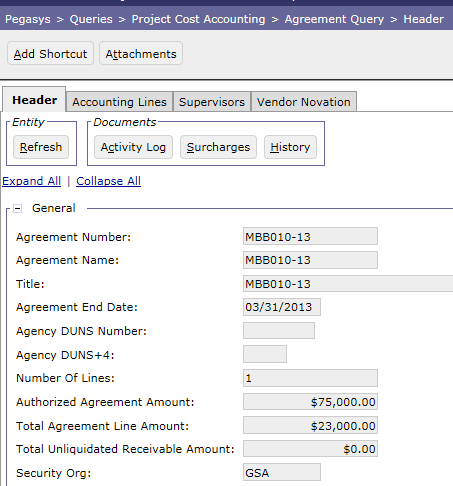 Pegasys > Queries > Project Cost Accounting > Agreement Query > Header
Add Shortcut Attachments
Header Accounting Lines Supervisors Vendor Novation
Entity Documents
Refresh Activity Log Surcharges History
Expand All | Collapse All
General
Agreement Number: MBB010-13
Agreement Name: MBB010-13
Title: MBB010-13
Agreement End Date: 03/31/2013
Agency DUNS Number:
Agency DUNS+4:
Number Of Lines: 1
Authorized Agreement Amount: $75,000.00
Total Agreement Line Amount: $23,000.00
Total Unliquidated Receivable Amount: $0.00
Security Org: GSA